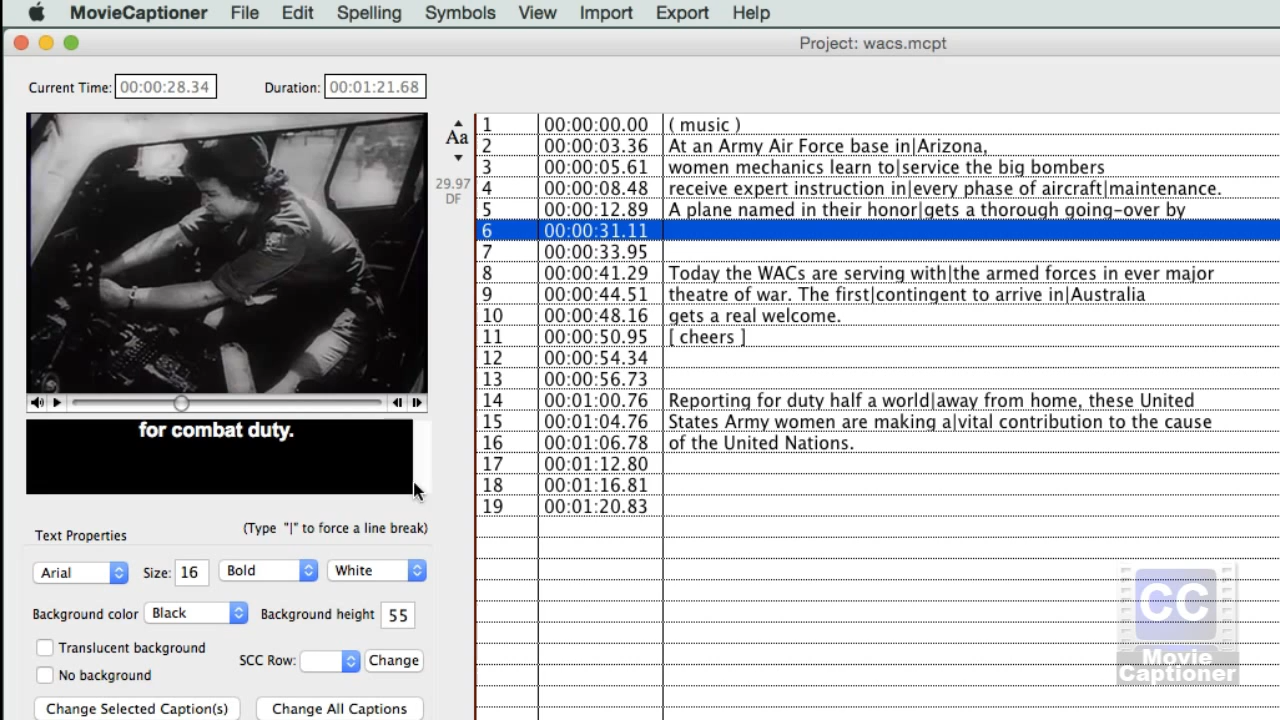 MovieCaptioner File Edit Spelling Symbols View Import Export Help
Project: wacs.mcpt
Current Time: 00:00:28.34 Duration: 00:01:21.68
Aa
29.97
DF
1 00:00:00.00 ( music )
2 00:00:03.36 At an Army Air Force base in|Arizona,
3 00:00:05.61 women mechanics learn to|service the big bombers
4 00:00:08.48 receive expert instruction in|every phase of aircraft|maintenance.
5 00:00:12.89 A plane named in their honor|gets a thorough going-over by
6 00:00:31.11
7 00:00:33.95
8 00:00:41.29 Today the WACs are serving with|the armed forces in ever major
9 00:00:44.51 theatre of war. The first|contingent to arrive in|Australia
10 00:00:48.16 gets a real welcome.
11 00:00:50.95 [ cheers ]
12 00:00:54.34
13 00:00:56.73
14 00:01:00.76 Reporting for duty half a world|away from home, these United
15 00:01:04.76 States Army women are making a|vital contribution to the cause
16 00:01:06.78 of the United Nations.
17 00:01:12.80
18 00:01:16.81
19 00:01:20.83
for combat duty.
(Type "|" to force a line break)
Text Properties
Arial Size: 16 Bold White
Background color Black Background height 55
Translucent background
No background
SCC Row: Change
Change Selected Caption(s) Change All Captions
CC
Movie
Captioner